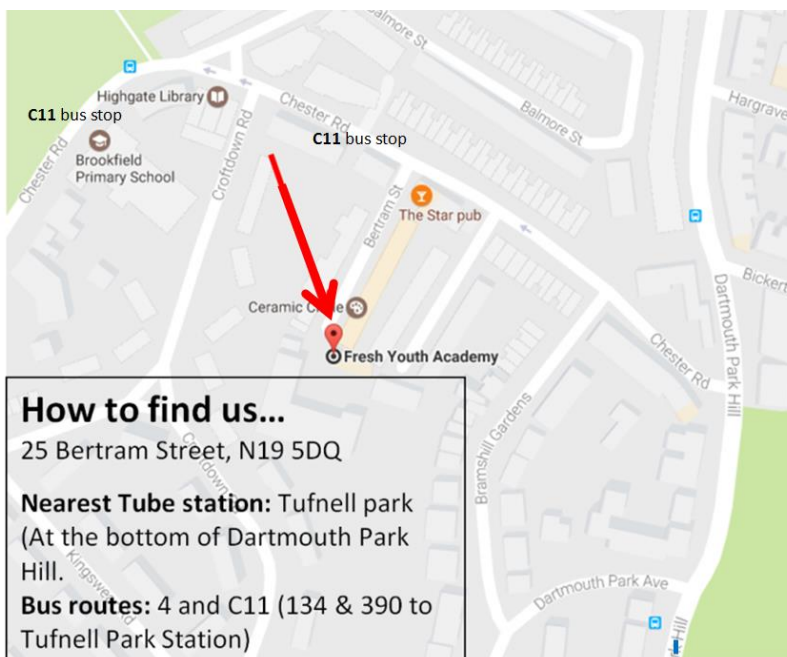 Balmore St
Balmore St
Hargrave
Highgate Library
C11 bus stop
Chester Rd
C11 bus stop
Brookfield
Primary School
Chester Rd
Croftdown Rd
Bertram St
The Star pub
Bickert
Dartmouth Park Hill
Ceramic
Fresh Youth Academy
Chester Rd
Bramshill Gardens
How to find us...
25 Bertram Street, N19 5DQ
Nearest Tube station: Tufnell park
(At the bottom of Dartmouth Park
Hill.
Bus routes: 4 and C11 (134 & 390 to
Tufnell Park Station)
Dartmouth Park Ave
Hill